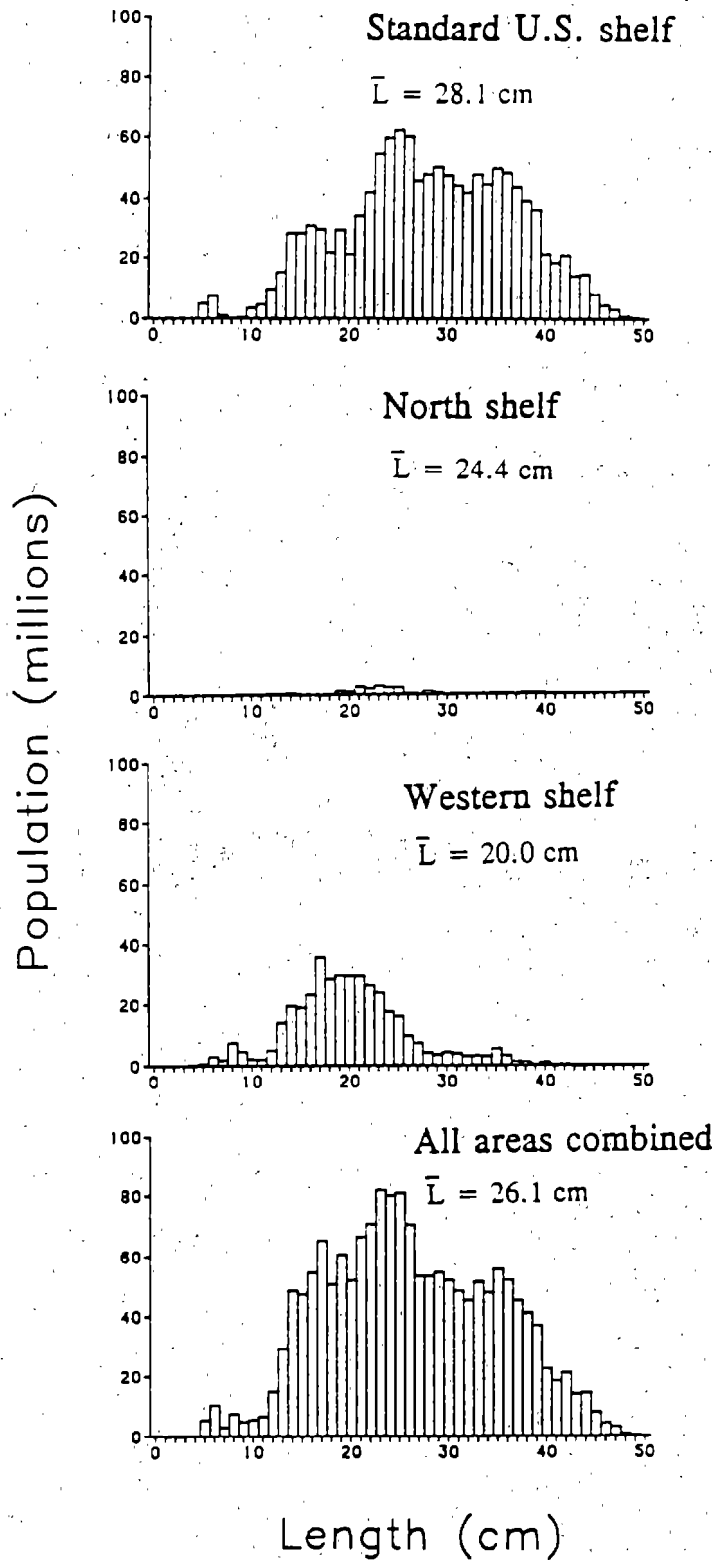 Standard U.S. shelf
L̄ = 28.1 cm
100
80
60
40
20
0
0 10 20 30 40 50
North shelf
L̄ = 24.4 cm
100
80
60
40
20
0
0 10 20 30 40 50
Population (millions)
Western shelf
L̄ = 20.0 cm
100
80
60
40
20
0
0 10 20 30 40 50
All areas combined
L̄ = 26.1 cm
100
80
60
40
20
0
0 10 20 30 40 50
Length (cm)